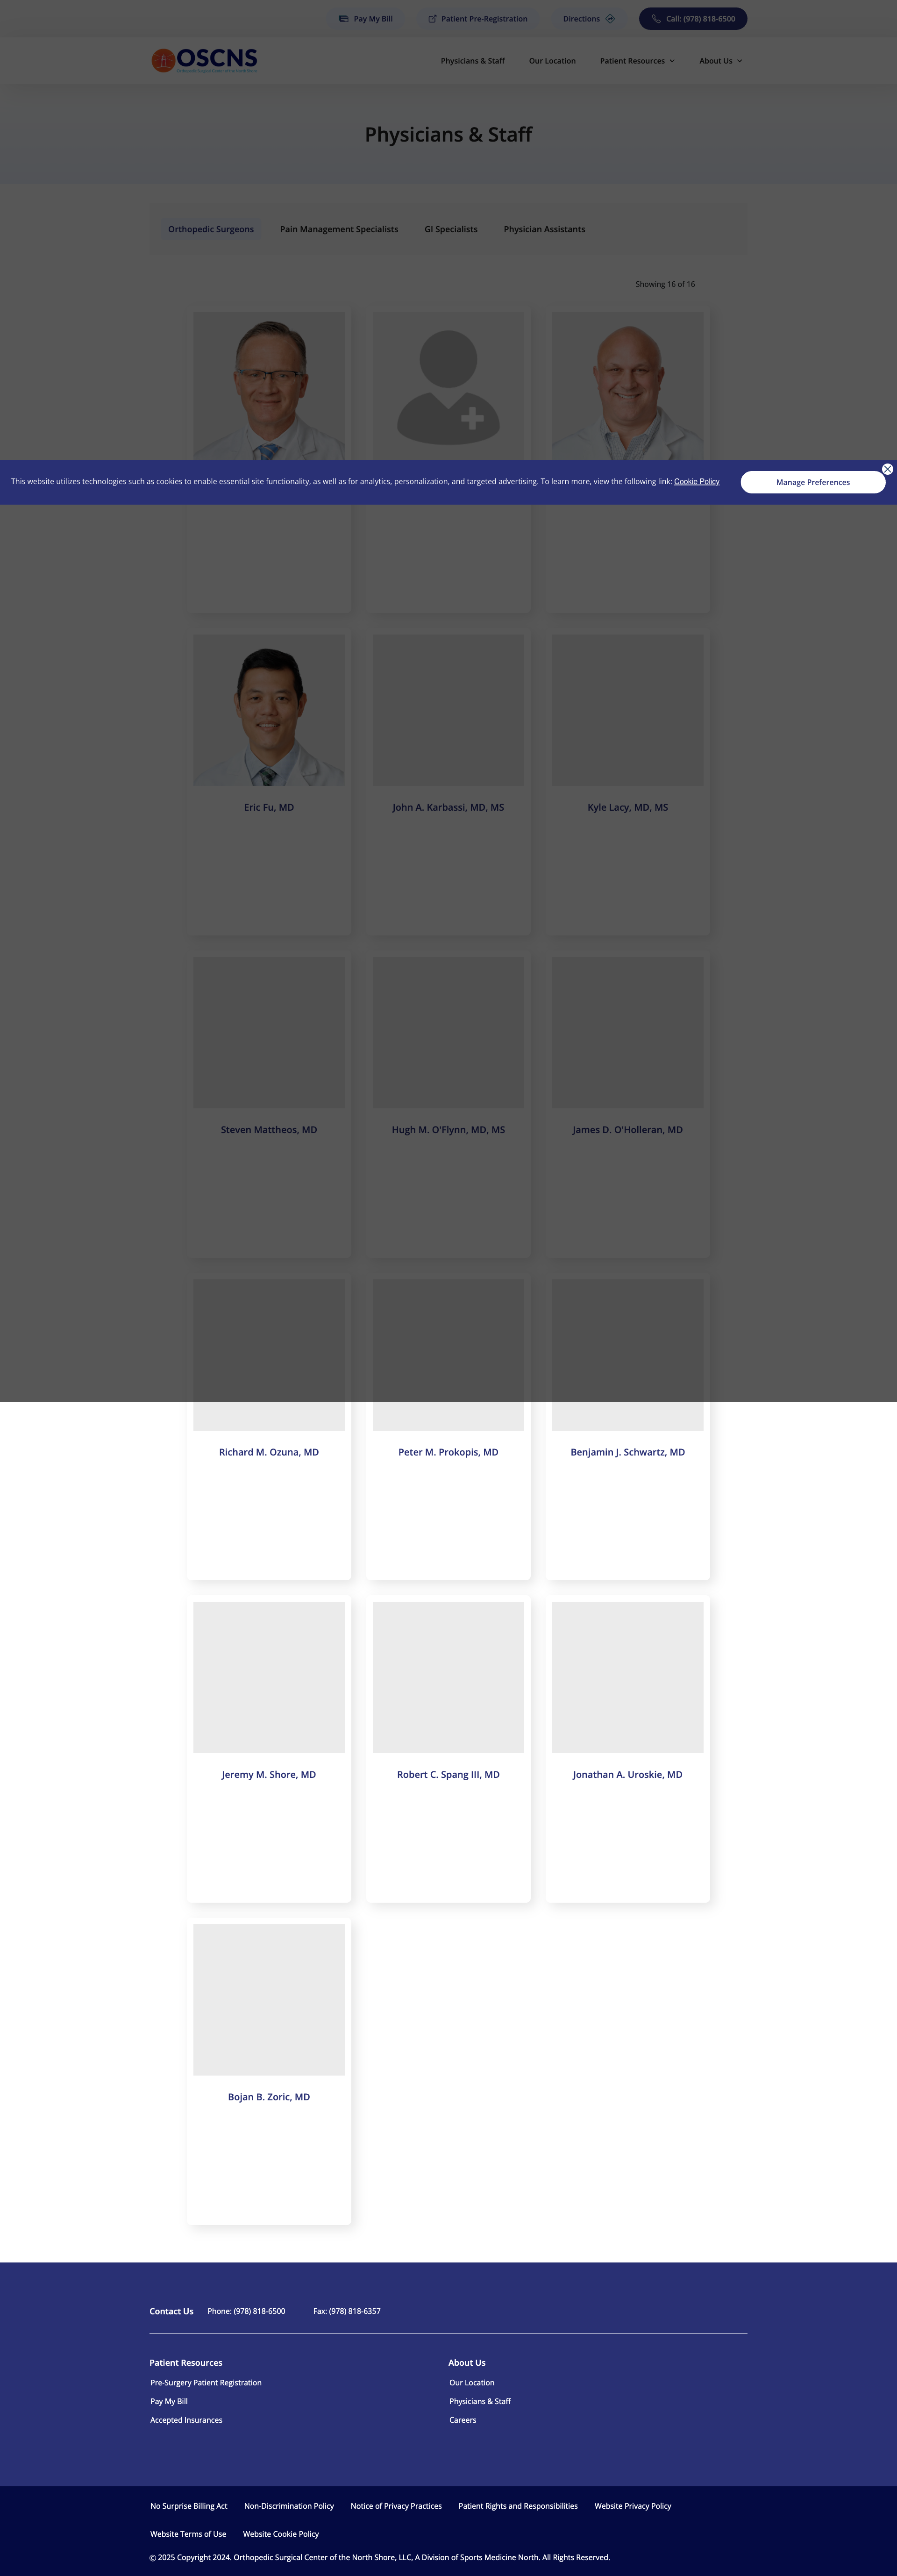 Pay My Bill
Patient Pre-Registration
Directions
Call: (978) 818-6500
OSCNS
Physicians & Staff
Our Location
Patient Resources
About Us
Physicians & Staff
Orthopedic Surgeons
Pain Management Specialists
GI Specialists
Physician Assistants
Showing 16 of 16
This website utilizes technologies such as cookies to enable essential site functionality, as well as for analytics, personalization, and targeted advertising. To learn more, view the following link: Cookie Policy
Manage Preferences
Eric Fu, MD
John A. Karbassi, MD, MS
Kyle Lacy, MD, MS
Steven Mattheos, MD
Hugh M. O'Flynn, MD, MS
James D. O'Holleran, MD
Richard M. Ozuna, MD
Peter M. Prokopis, MD
Benjamin J. Schwartz, MD
Jeremy M. Shore, MD
Robert C. Spang III, MD
Jonathan A. Uroskie, MD
Bojan B. Zoric, MD
Contact Us
Phone: (978) 818-6500
Fax: (978) 818-6357
Patient Resources
Pre-Surgery Patient Registration
Pay My Bill
Accepted Insurances
About Us
Our Location
Physicians & Staff
Careers
No Surprise Billing Act
Non-Discrimination Policy
Notice of Privacy Practices
Patient Rights and Responsibilities
Website Privacy Policy
Website Terms of Use
Website Cookie Policy
© 2025 Copyright 2024. Orthopedic Surgical Center of the North Shore, LLC, A Division of Sports Medicine North. All Rights Reserved.